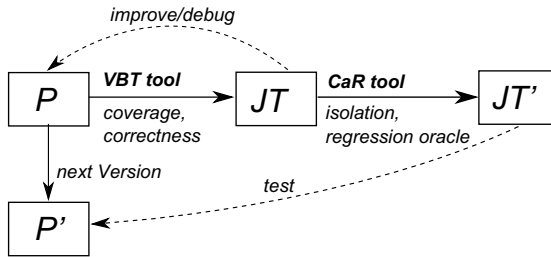 improve/debug
P
VBT tool
coverage,
correctness
JT
CaR tool
isolation,
regression oracle
JT'
next Version
test
P'